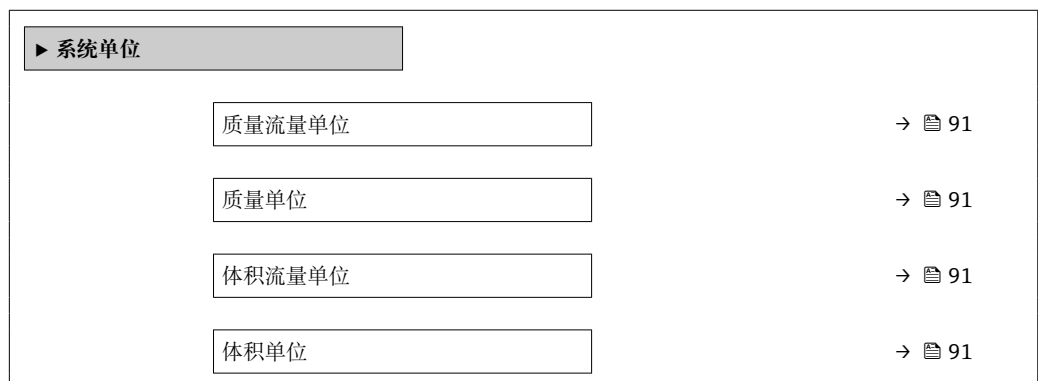 ▶ 系统单位
质量流量单位 → 🖹 91
质量单位 → 🖹 91
体积流量单位 → 🖹 91
体积单位 → 🖹 91